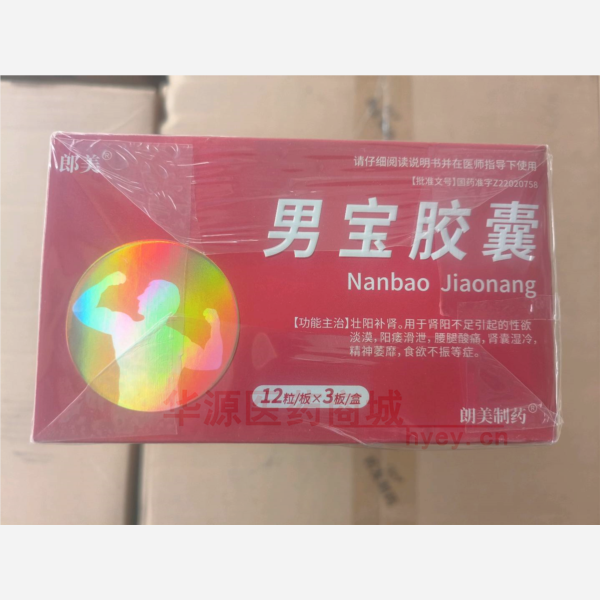 郎美®
请仔细阅读说明书并在医师指导下使用
【批准文号】国药准字Z22020758
男宝胶囊
Nanbao Jiaonang
【功能主治】壮阳补肾。用于肾阳不足引起的性欲
淡漠，阳痿滑泄，腰腿酸痛，肾囊湿冷，
精神萎靡，食欲不振等症。
12粒/板×3板/盒
华源医药商城
hyey.cn
朗美制药®